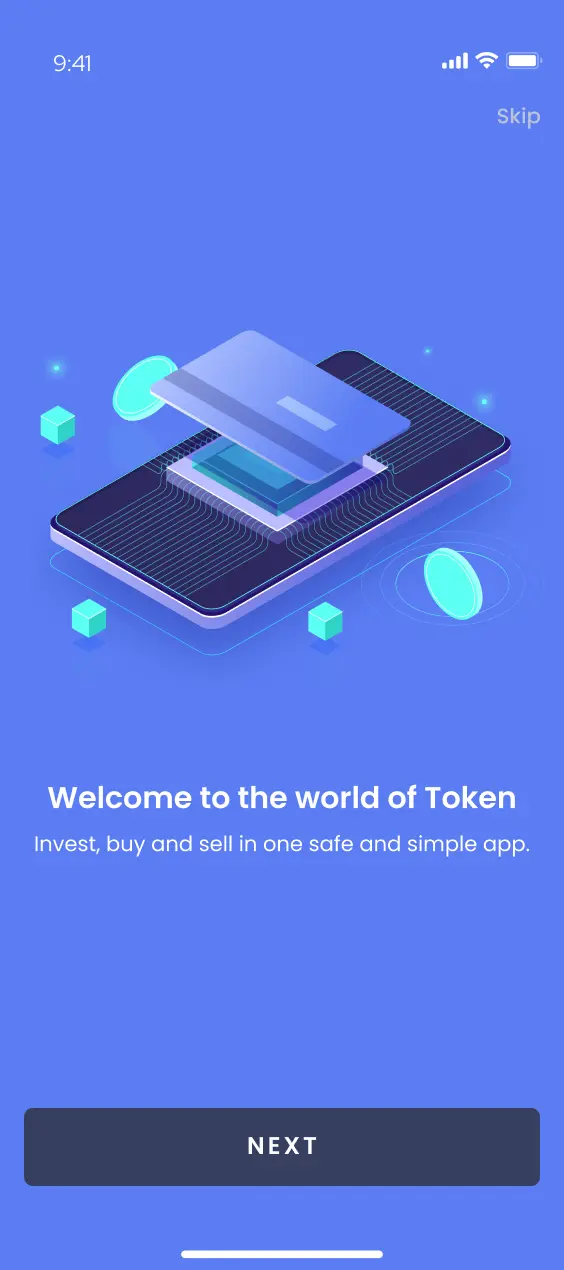 9:41
Skip
Welcome to the world of Token
Invest, buy and sell in one safe and simple app.
NEXT